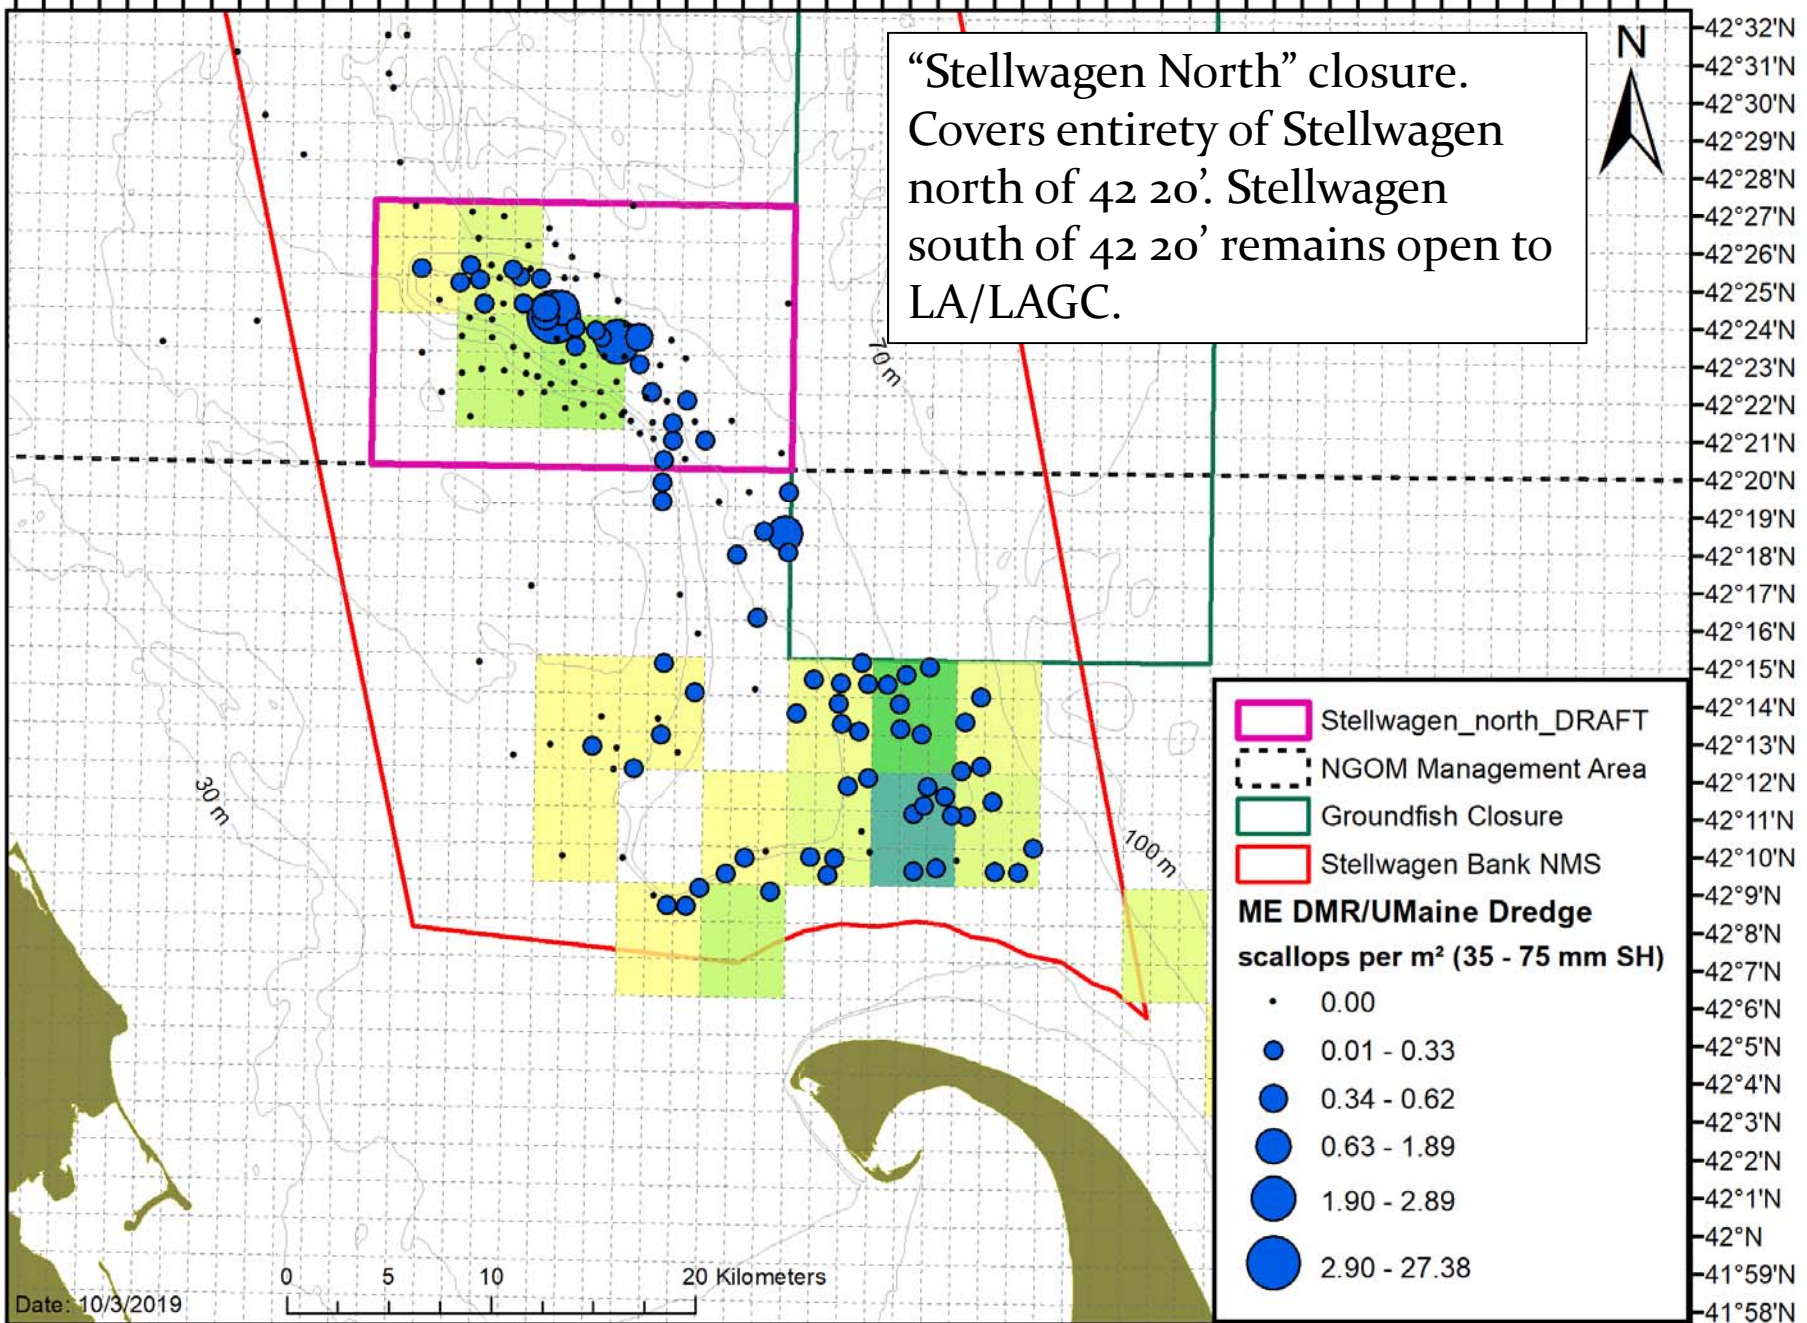 “Stellwagen North” closure.
Covers entirety of Stellwagen
north of 42 20’. Stellwagen
south of 42 20’ remains open to
LA/LAGC.
N
42°32'N
42°31'N
42°30'N
42°29'N
42°28'N
42°27'N
42°26'N
42°25'N
42°24'N
42°23'N
42°22'N
42°21'N
42°20'N
42°19'N
42°18'N
42°17'N
42°16'N
42°15'N
42°14'N
42°13'N
42°12'N
42°11'N
42°10'N
42°9'N
42°8'N
42°7'N
42°6'N
42°5'N
42°4'N
42°3'N
42°2'N
42°1'N
42°N
41°59'N
41°58'N
70 m
30 m
100 m
Stellwagen_north_DRAFT
NGOM Management Area
Groundfish Closure
Stellwagen Bank NMS
ME DMR/UMaine Dredge
scallops per m² (35 - 75 mm SH)
0.00
0.01 - 0.33
0.34 - 0.62
0.63 - 1.89
1.90 - 2.89
2.90 - 27.38
0 5 10 20 Kilometers
Date: 10/3/2019